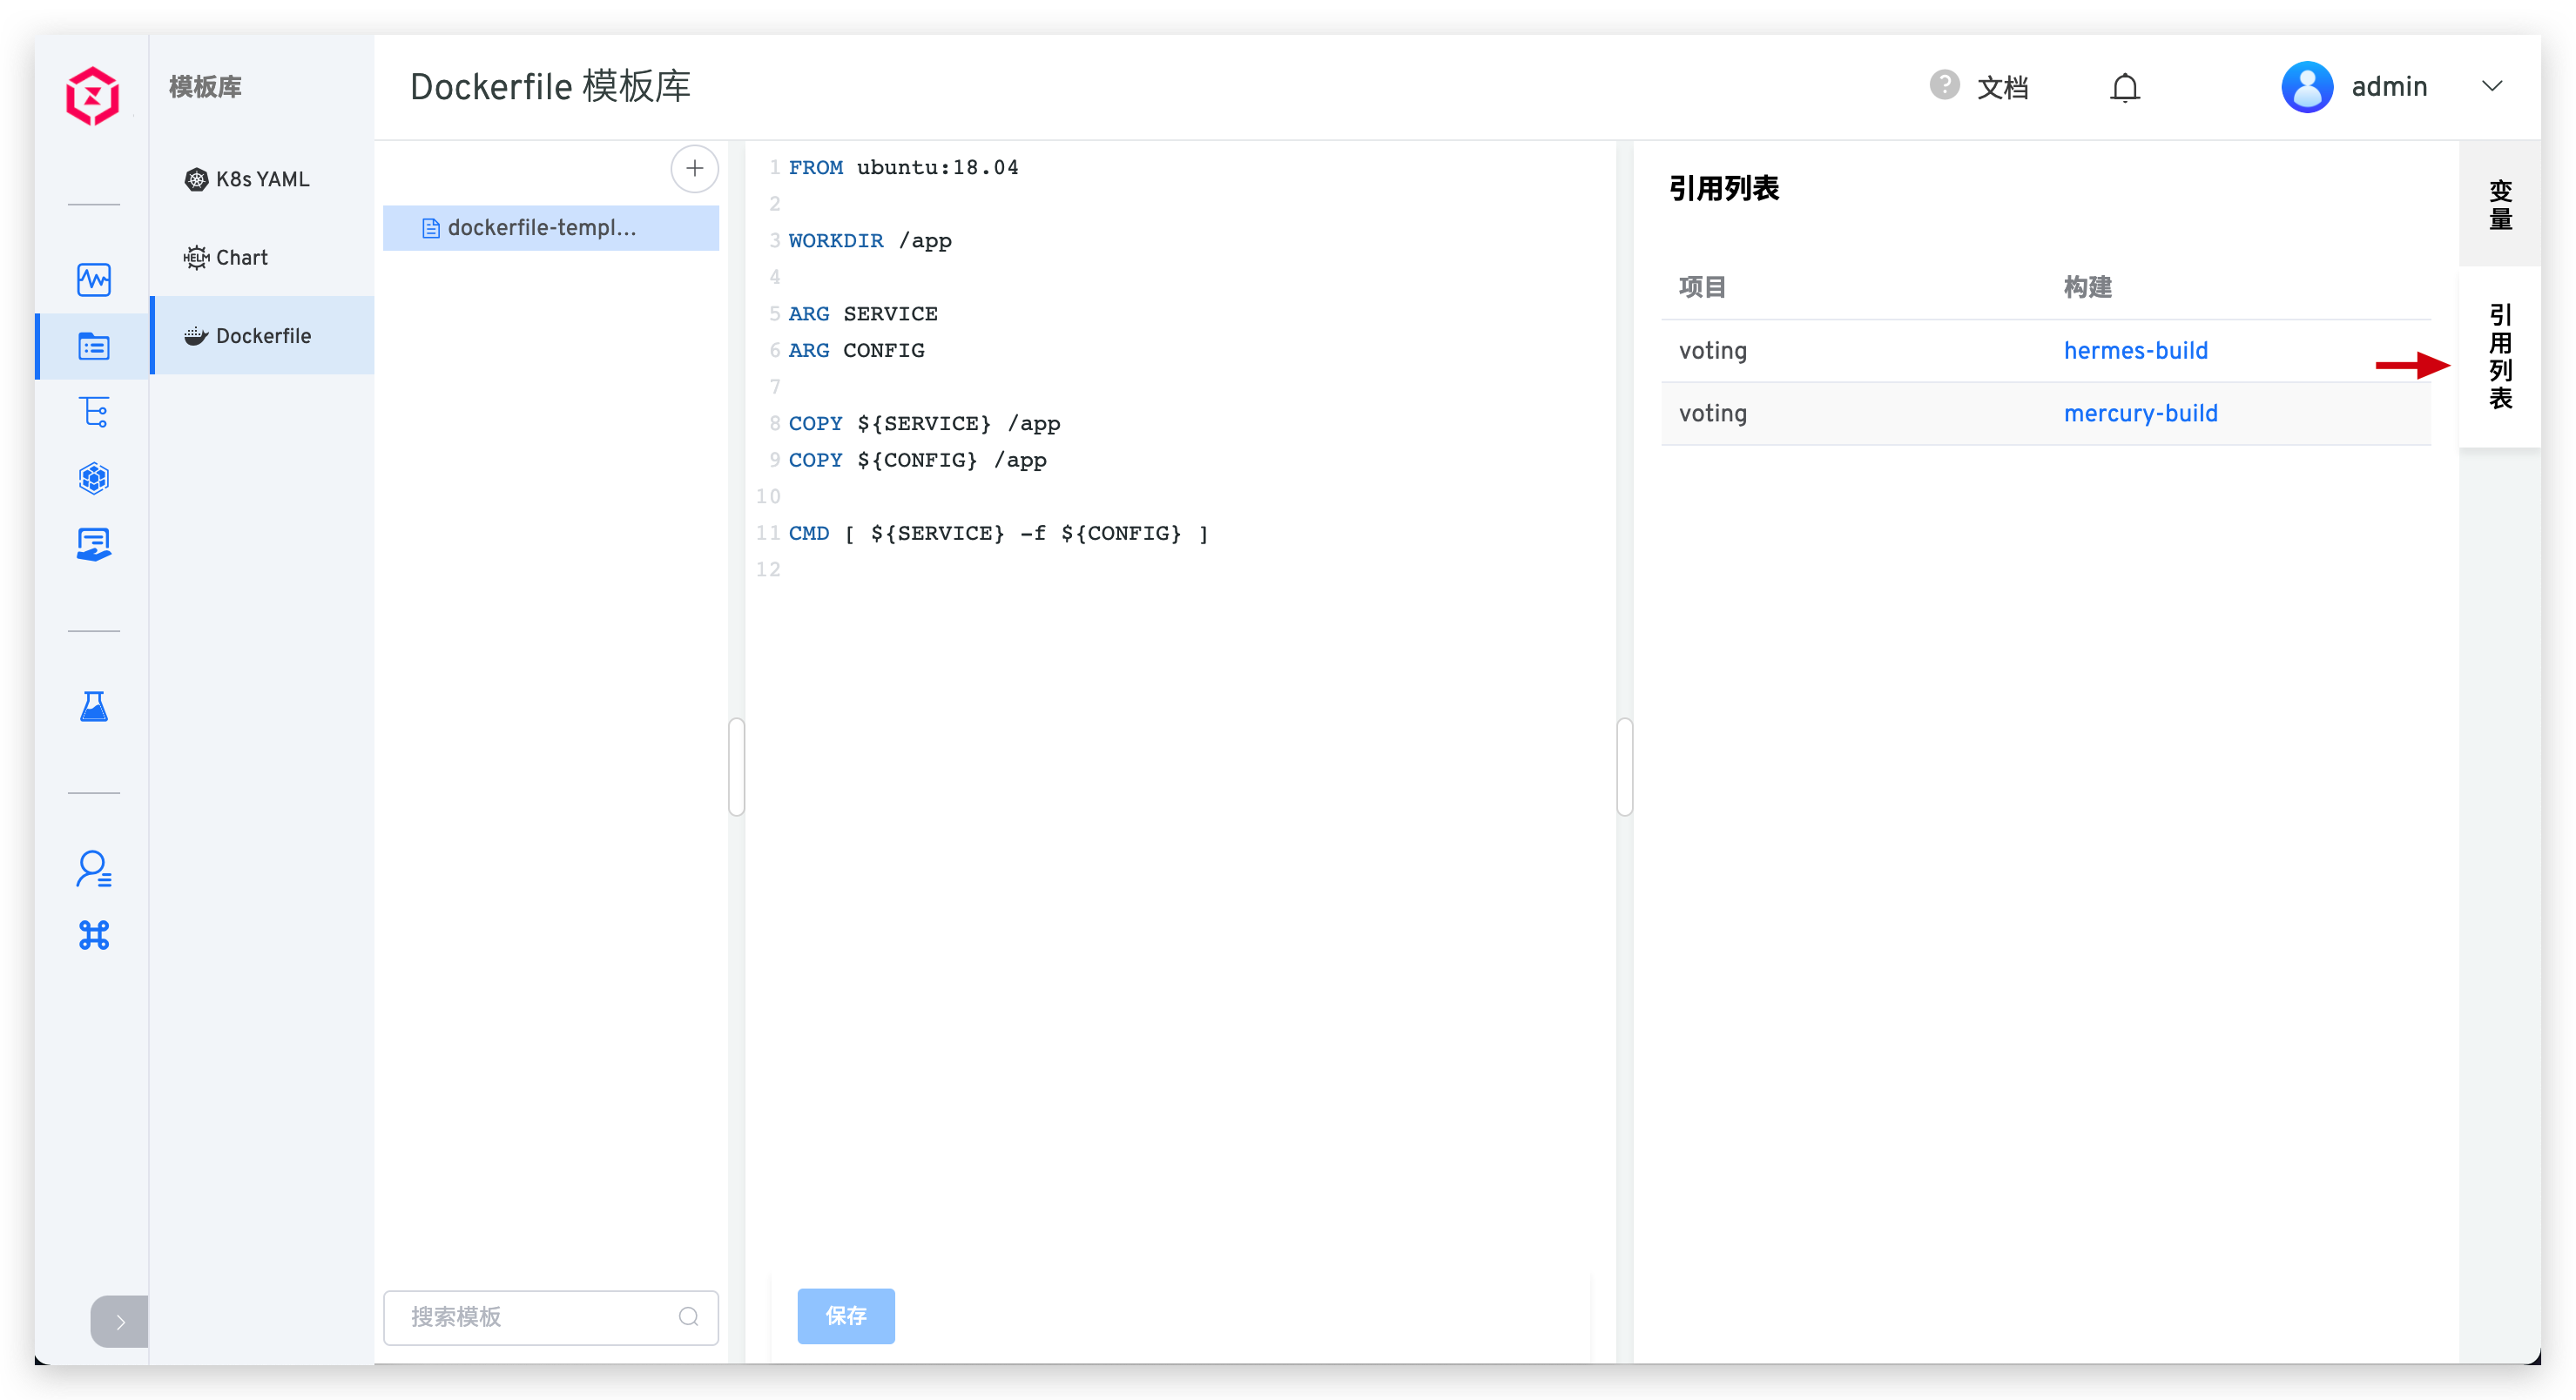 模板库
K8s YAML
HELM Chart
Dockerfile
Dockerfile 模板库
? 文档
admin
dockerfile-templ...
搜索模板
1 FROM ubuntu:18.04
2
3 WORKDIR /app
4
5 ARG SERVICE
6 ARG CONFIG
7
8 COPY ${SERVICE} /app
9 COPY ${CONFIG} /app
10
11 CMD [ ${SERVICE} -f ${CONFIG} ]
12
保存
引用列表
项目 构建
voting hermes-build
voting mercury-build
变量
引用列表